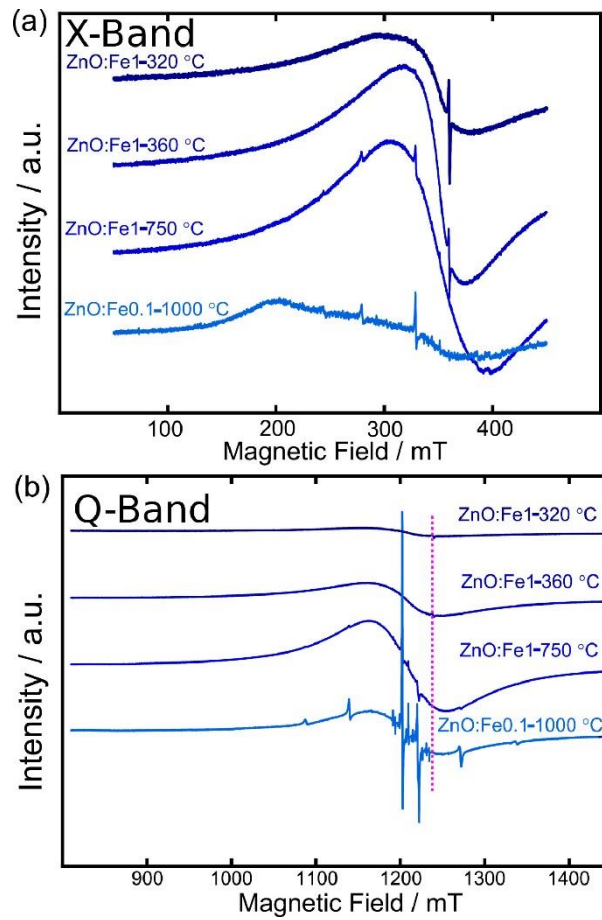 (a)
X-Band
ZnO:Fe1-320 °C
ZnO:Fe1-360 °C
ZnO:Fe1-750 °C
ZnO:Fe0.1-1000 °C
Intensity / a.u.
100 200 300 400
Magnetic Field / mT
(b)
Q-Band
ZnO:Fe1-320 °C
ZnO:Fe1-360 °C
ZnO:Fe1-750 °C
ZnO:Fe0.1-1000 °C
Intensity / a.u.
900 1000 1100 1200 1300 1400
Magnetic Field / mT